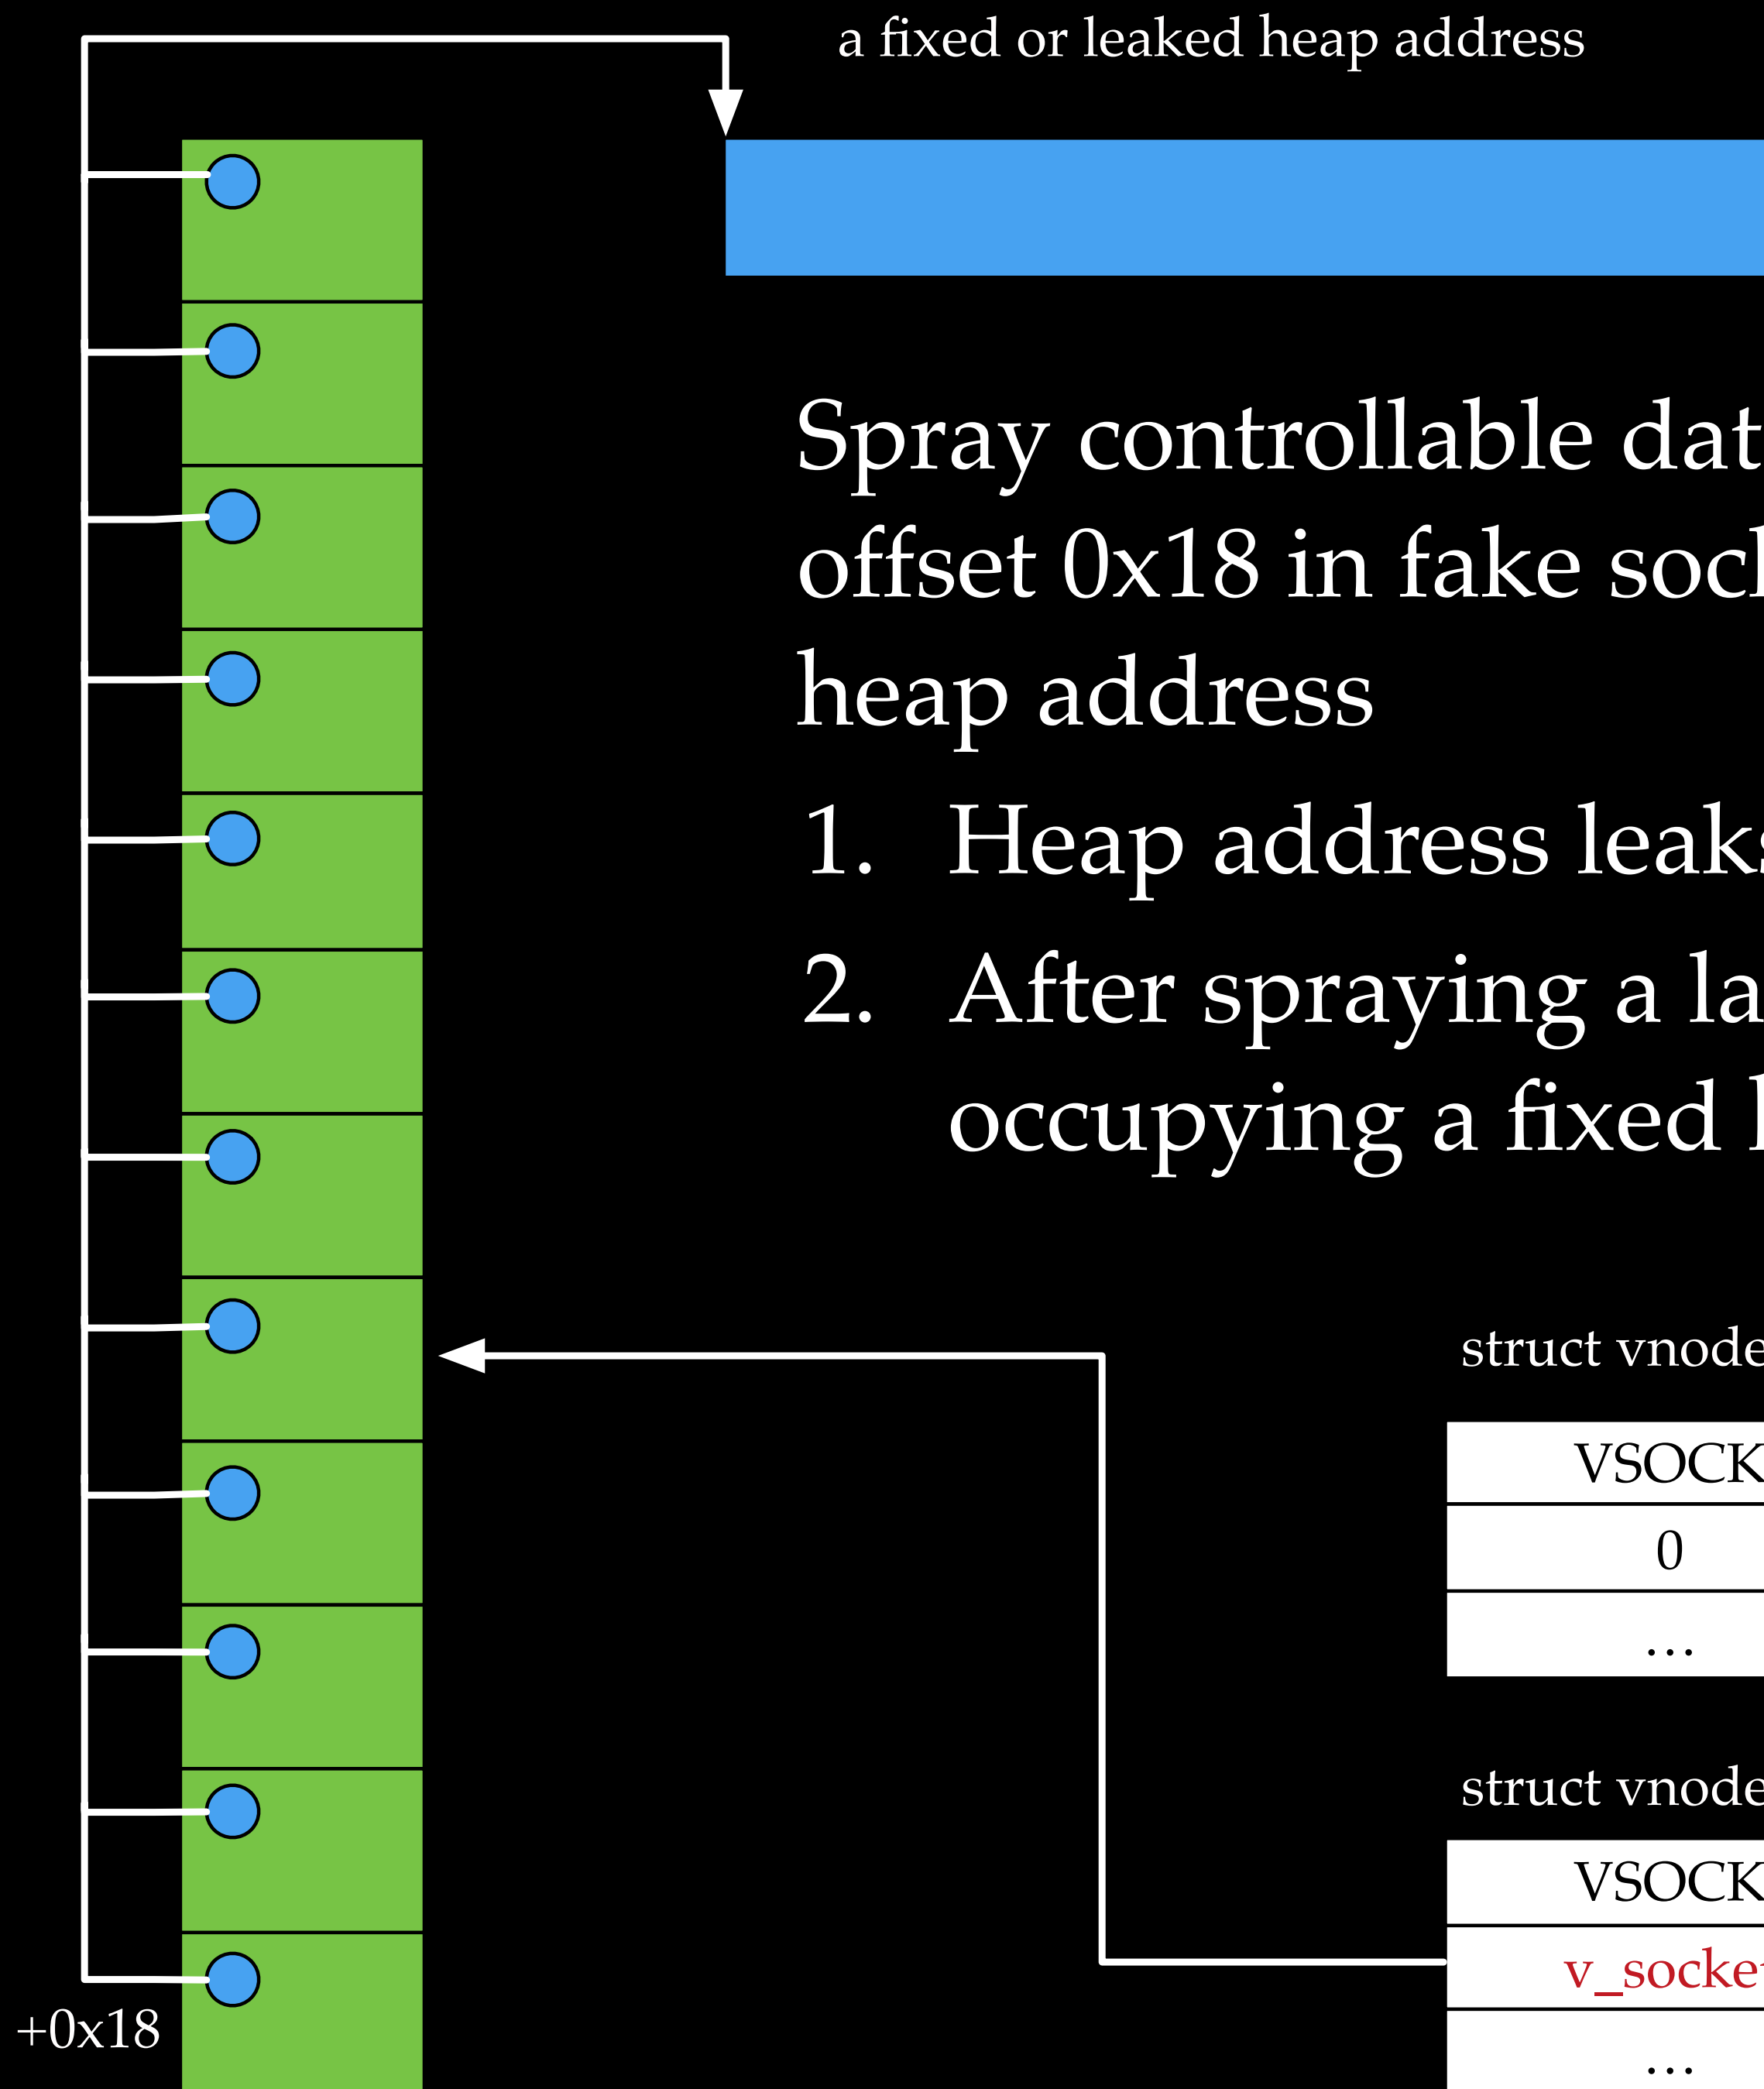 a fixed or leaked heap address
Spray controllable dat
offset 0x18 in fake soc
heap address
1. Heap address leaks
2. After spraying a la
occupying a fixed
struct vnode
VSOCK
0
...
struct vnode
VSOCK
v_socke
...
+0x18